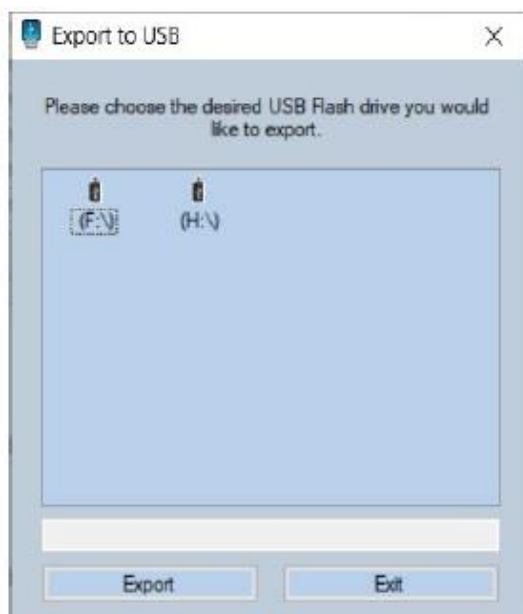 Export to USB
Please choose the desired USB Flash drive you would
like to export.
(F:\) (H:\)
Export Exit